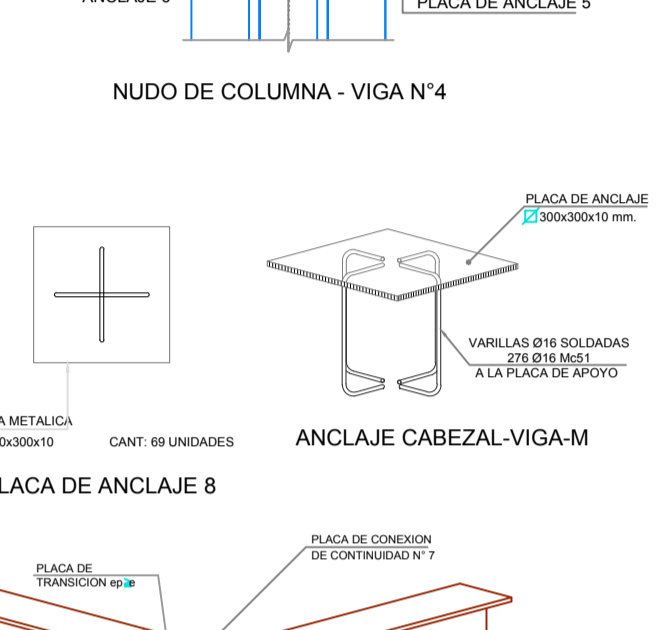 PLACA DE ANCLAJE 5
NUDO DE COLUMNA - VIGA N°4
PLACA DE ANCLAJE
300x300x10 mm.
VARILLAS Ø16 SOLDADAS
276 Ø16 Mc51
A LA PLACA DE APOYO
A METALICA
0x300x10
CANT: 69 UNIDADES
ANCLAJE CABEZAL-VIGA-M
LACA DE ANCLAJE 8
PLACA DE CONEXION
DE CONTINUIDAD N° 7
PLACA DE
TRANSICION